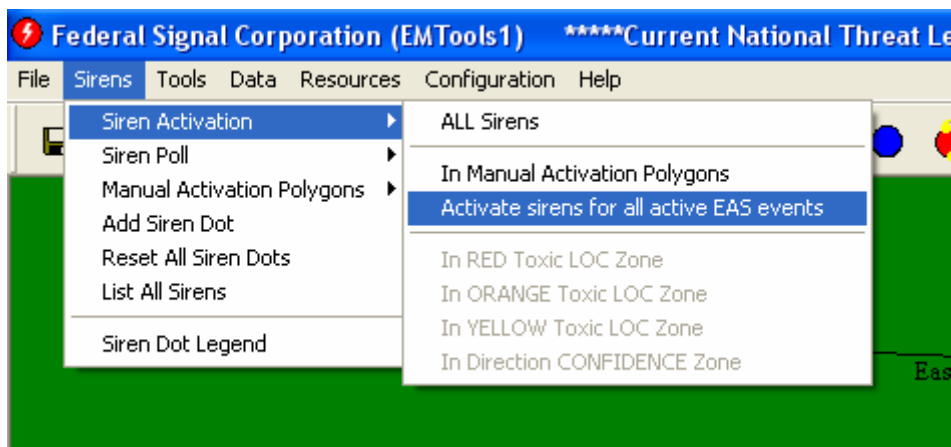 Federal Signal Corporation (EMTools1) *****Current National Threat Le
File Sirens Tools Data Resources Configuration Help
Siren Activation
Siren Poll
Manual Activation Polygons
Add Siren Dot
Reset All Siren Dots
List All Sirens
Siren Dot Legend
ALL Sirens
In Manual Activation Polygons
Activate sirens for all active EAS events
In RED Toxic LOC Zone
In ORANGE Toxic LOC Zone
In YELLOW Toxic LOC Zone
In Direction CONFIDENCE Zone
Eas